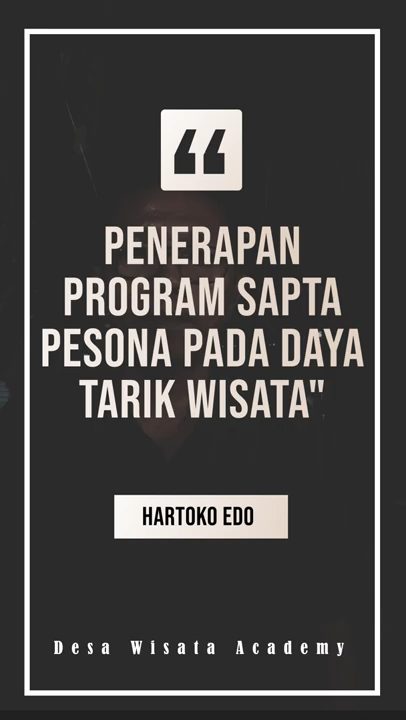 “
PENERAPAN
PROGRAM SAPTA
PESONA PADA DAYA
TARIK WISATA"
HARTOKO EDO
Desa Wisata Academy